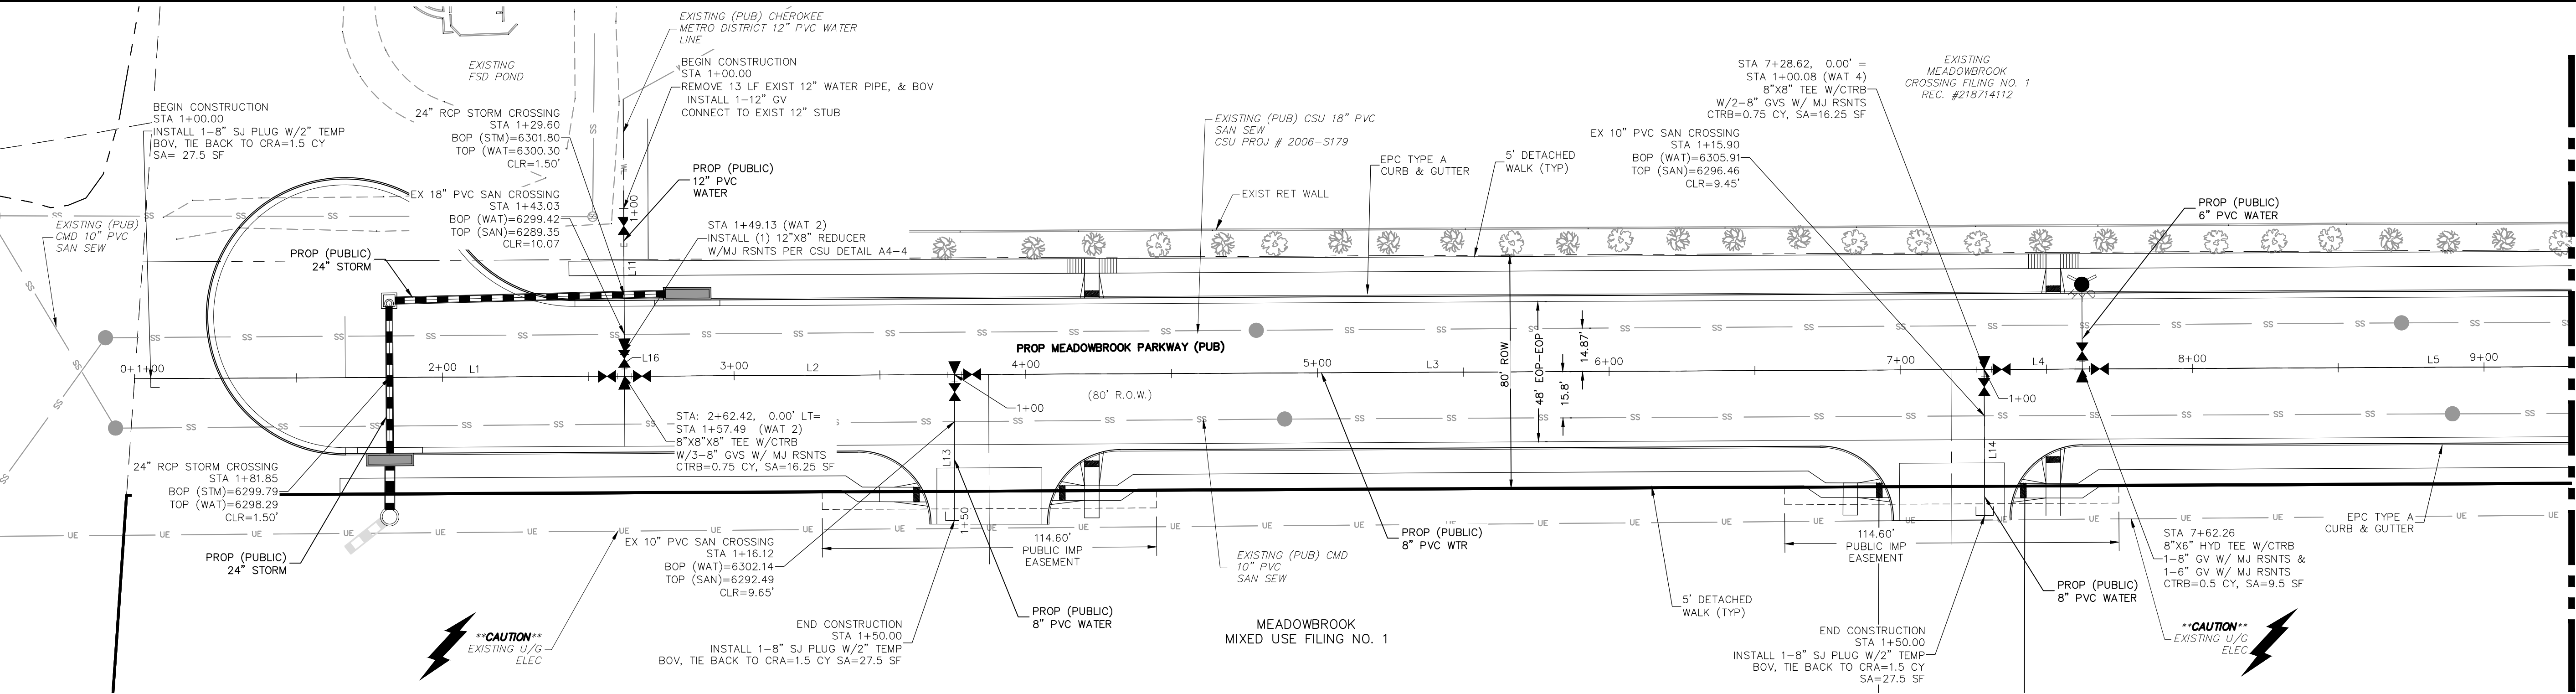 EXISTING (PUB) CHEROKEE
METRO DISTRICT 12" PVC WATER
LINE
EXISTING
FSD POND
BEGIN CONSTRUCTION
STA 1+00.00
REMOVE 13 LF EXIST 12" WATER PIPE, & BOV
INSTALL 1-12" GV
CONNECT TO EXIST 12" STUB
BEGIN CONSTRUCTION
STA 1+00.00
INSTALL 1-8" SJ PLUG W/2" TEMP
BOV, TIE BACK TO CRA=1.5 CY
SA= 27.5 SF
24" RCP STORM CROSSING
STA 1+29.60
BOP (STM)=6301.80
TOP (WAT=6300.30
CLR=1.50'
EX 18" PVC SAN CROSSING
STA 1+43.03
BOP (WAT)=6299.42
TOP (SAN)=6289.35
CLR=10.07
PROP (PUBLIC)
12" PVC
WATER
STA 1+49.13 (WAT 2)
INSTALL (1) 12"X8" REDUCER
W/MJ RSNTS PER CSU DETAIL A4-4
EXISTING (PUB)
CMD 10" PVC
SAN SEW
PROP (PUBLIC)
24" STORM
EXISTING (PUB) CSU 18" PVC
SAN SEW
CSU PROJ # 2006-S179
EXIST RET WALL
EPC TYPE A
CURB & GUTTER
5' DETACHED
WALK (TYP)
STA 7+28.62, 0.00' =
STA 1+00.08 (WAT 4)
8"X8" TEE W/CTRB
W/2-8" GVS W/ MJ RSNTS
CTRB=0.75 CY, SA=16.25 SF
EX 10" PVC SAN CROSSING
STA 1+15.90
BOP (WAT)=6305.91
TOP (SAN)=6296.46
CLR=9.45'
EXISTING
MEADOWBROOK
CROSSING FILING NO. 1
REC. #218714112
PROP (PUBLIC)
6" PVC WATER
1+00
L11
WL
SS
PROP MEADOWBROOK PARKWAY (PUB)
(80' R.O.W.)
0+
1+00
2+00
L1
L16
3+00
L2
4+00
5+00
L3
6+00
7+00
L4
8+00
L5
9+00
80' ROW
48' EOP-EOP
14.87'
15.8'
1+00
1+00
L13
1+50
L14
STA: 2+62.42, 0.00' LT=
STA 1+57.49 (WAT 2)
8"X8"X8" TEE W/CTRB
W/3-8" GVS W/ MJ RSNTS
CTRB=0.75 CY, SA=16.25 SF
24" RCP STORM CROSSING
STA 1+81.85
BOP (STM)=6299.79
TOP (WAT)=6298.29
CLR=1.50'
PROP (PUBLIC)
24" STORM
UE
EX 10" PVC SAN CROSSING
STA 1+16.12
BOP (WAT)=6302.14
TOP (SAN)=6292.49
CLR=9.65'
114.60'
PUBLIC IMP
EASEMENT
EXISTING (PUB) CMD
10" PVC
SAN SEW
PROP (PUBLIC)
8" PVC WTR
114.60'
PUBLIC IMP
EASEMENT
STA 7+62.26
8"X6" HYD TEE W/CTRB
1-8" GV W/ MJ RSNTS &
1-6" GV W/ MJ RSNTS
CTRB=0.5 CY, SA=9.5 SF
EPC TYPE A
CURB & GUTTER
PROP (PUBLIC)
8" PVC WATER
5' DETACHED
WALK (TYP)
PROP (PUBLIC)
8" PVC WATER
**CAUTION**
EXISTING U/G
ELEC
END CONSTRUCTION
STA 1+50.00
INSTALL 1-8" SJ PLUG W/2" TEMP
BOV, TIE BACK TO CRA=1.5 CY SA=27.5 SF
MEADOWBROOK
MIXED USE FILING NO. 1
END CONSTRUCTION
STA 1+50.00
INSTALL 1-8" SJ PLUG W/2" TEMP
BOV, TIE BACK TO CRA=1.5 CY
SA=27.5 SF
**CAUTION**
EXISTING U/G
ELEC